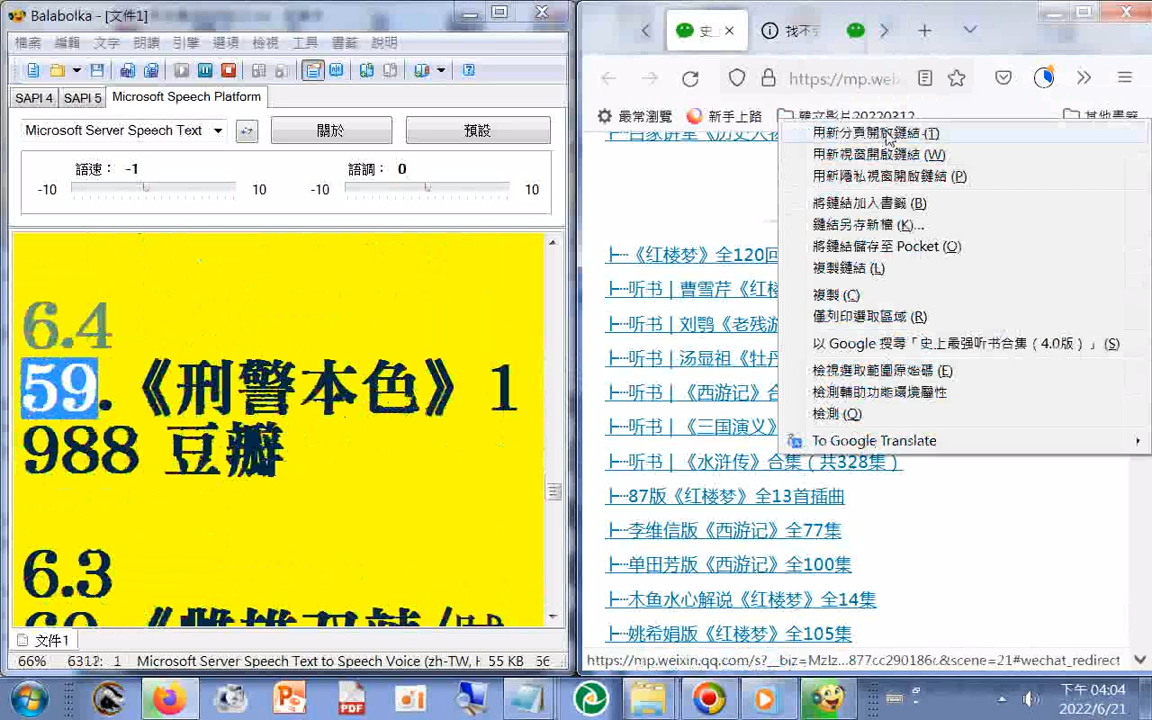 Balabolka - [文件1]
檔案 編輯 文字 朗讀 引擎 選項 檢視 工具 書籤 說明
SAPI 4 SAPI 5 Microsoft Speech Platform
Microsoft Server Speech Text 關於 預設
語速： -1 語調： 0
-10 10 -10 10
6.4
59.《刑警本色》1
988 豆瓣
6.3
文件1
66% 6312: 1 Microsoft Server Speech Text to Speech Voice (zh-TW, H 55 KB
史 找不
https://mp.wei
最常瀏覽 新手上路 其他書籤
用新分頁開啟鏈結(T)
用新視窗開啟鏈結(W)
用新隱私視窗開啟鏈結(P)
將鏈結加入書籤(B)
鏈結另存新檔(K)...
將鏈結儲存至 Pocket(O)
複製鏈結(L)
複製(C)
僅列印選取區域(R)
以 Google 搜尋「史上最强听书合集（4.0版）」(S)
檢視選取範圍原始碼(E)
檢測輔助功能環境屬性
檢測(Q)
To Google Translate
├┈《红楼梦》全120回
├┈听书｜曹雪芹《红楼
├┈听书｜刘鹗《老残游
├┈听书｜汤显祖《牡丹
├┈听书｜《西游记》合
├┈听书｜《三国演义》
├┈听书｜《水浒传》合集（共328集）
├┈87版《红楼梦》全13首插曲
├┈李维信版《西游记》全77集
├┈单田芳版《西游记》全100集
├┈木鱼水心解说《红楼梦》全14集
├┈姚希娟版《红楼梦》全105集
https://mp.weixin.qq.com/s?__biz=MzIz...877cc290186c&scene=21#wechat_redirect
下午 04:04
2022/6/21